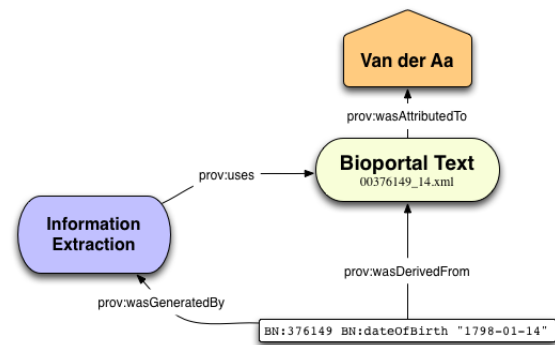 Van der Aa
prov:wasAttributedTo
Bioportal Text
00376149_14.xml
prov:uses
Information
Extraction
prov:wasDerivedFrom
prov:wasGeneratedBy
BN:376149 BN:dateOfBirth "1798-01-14"